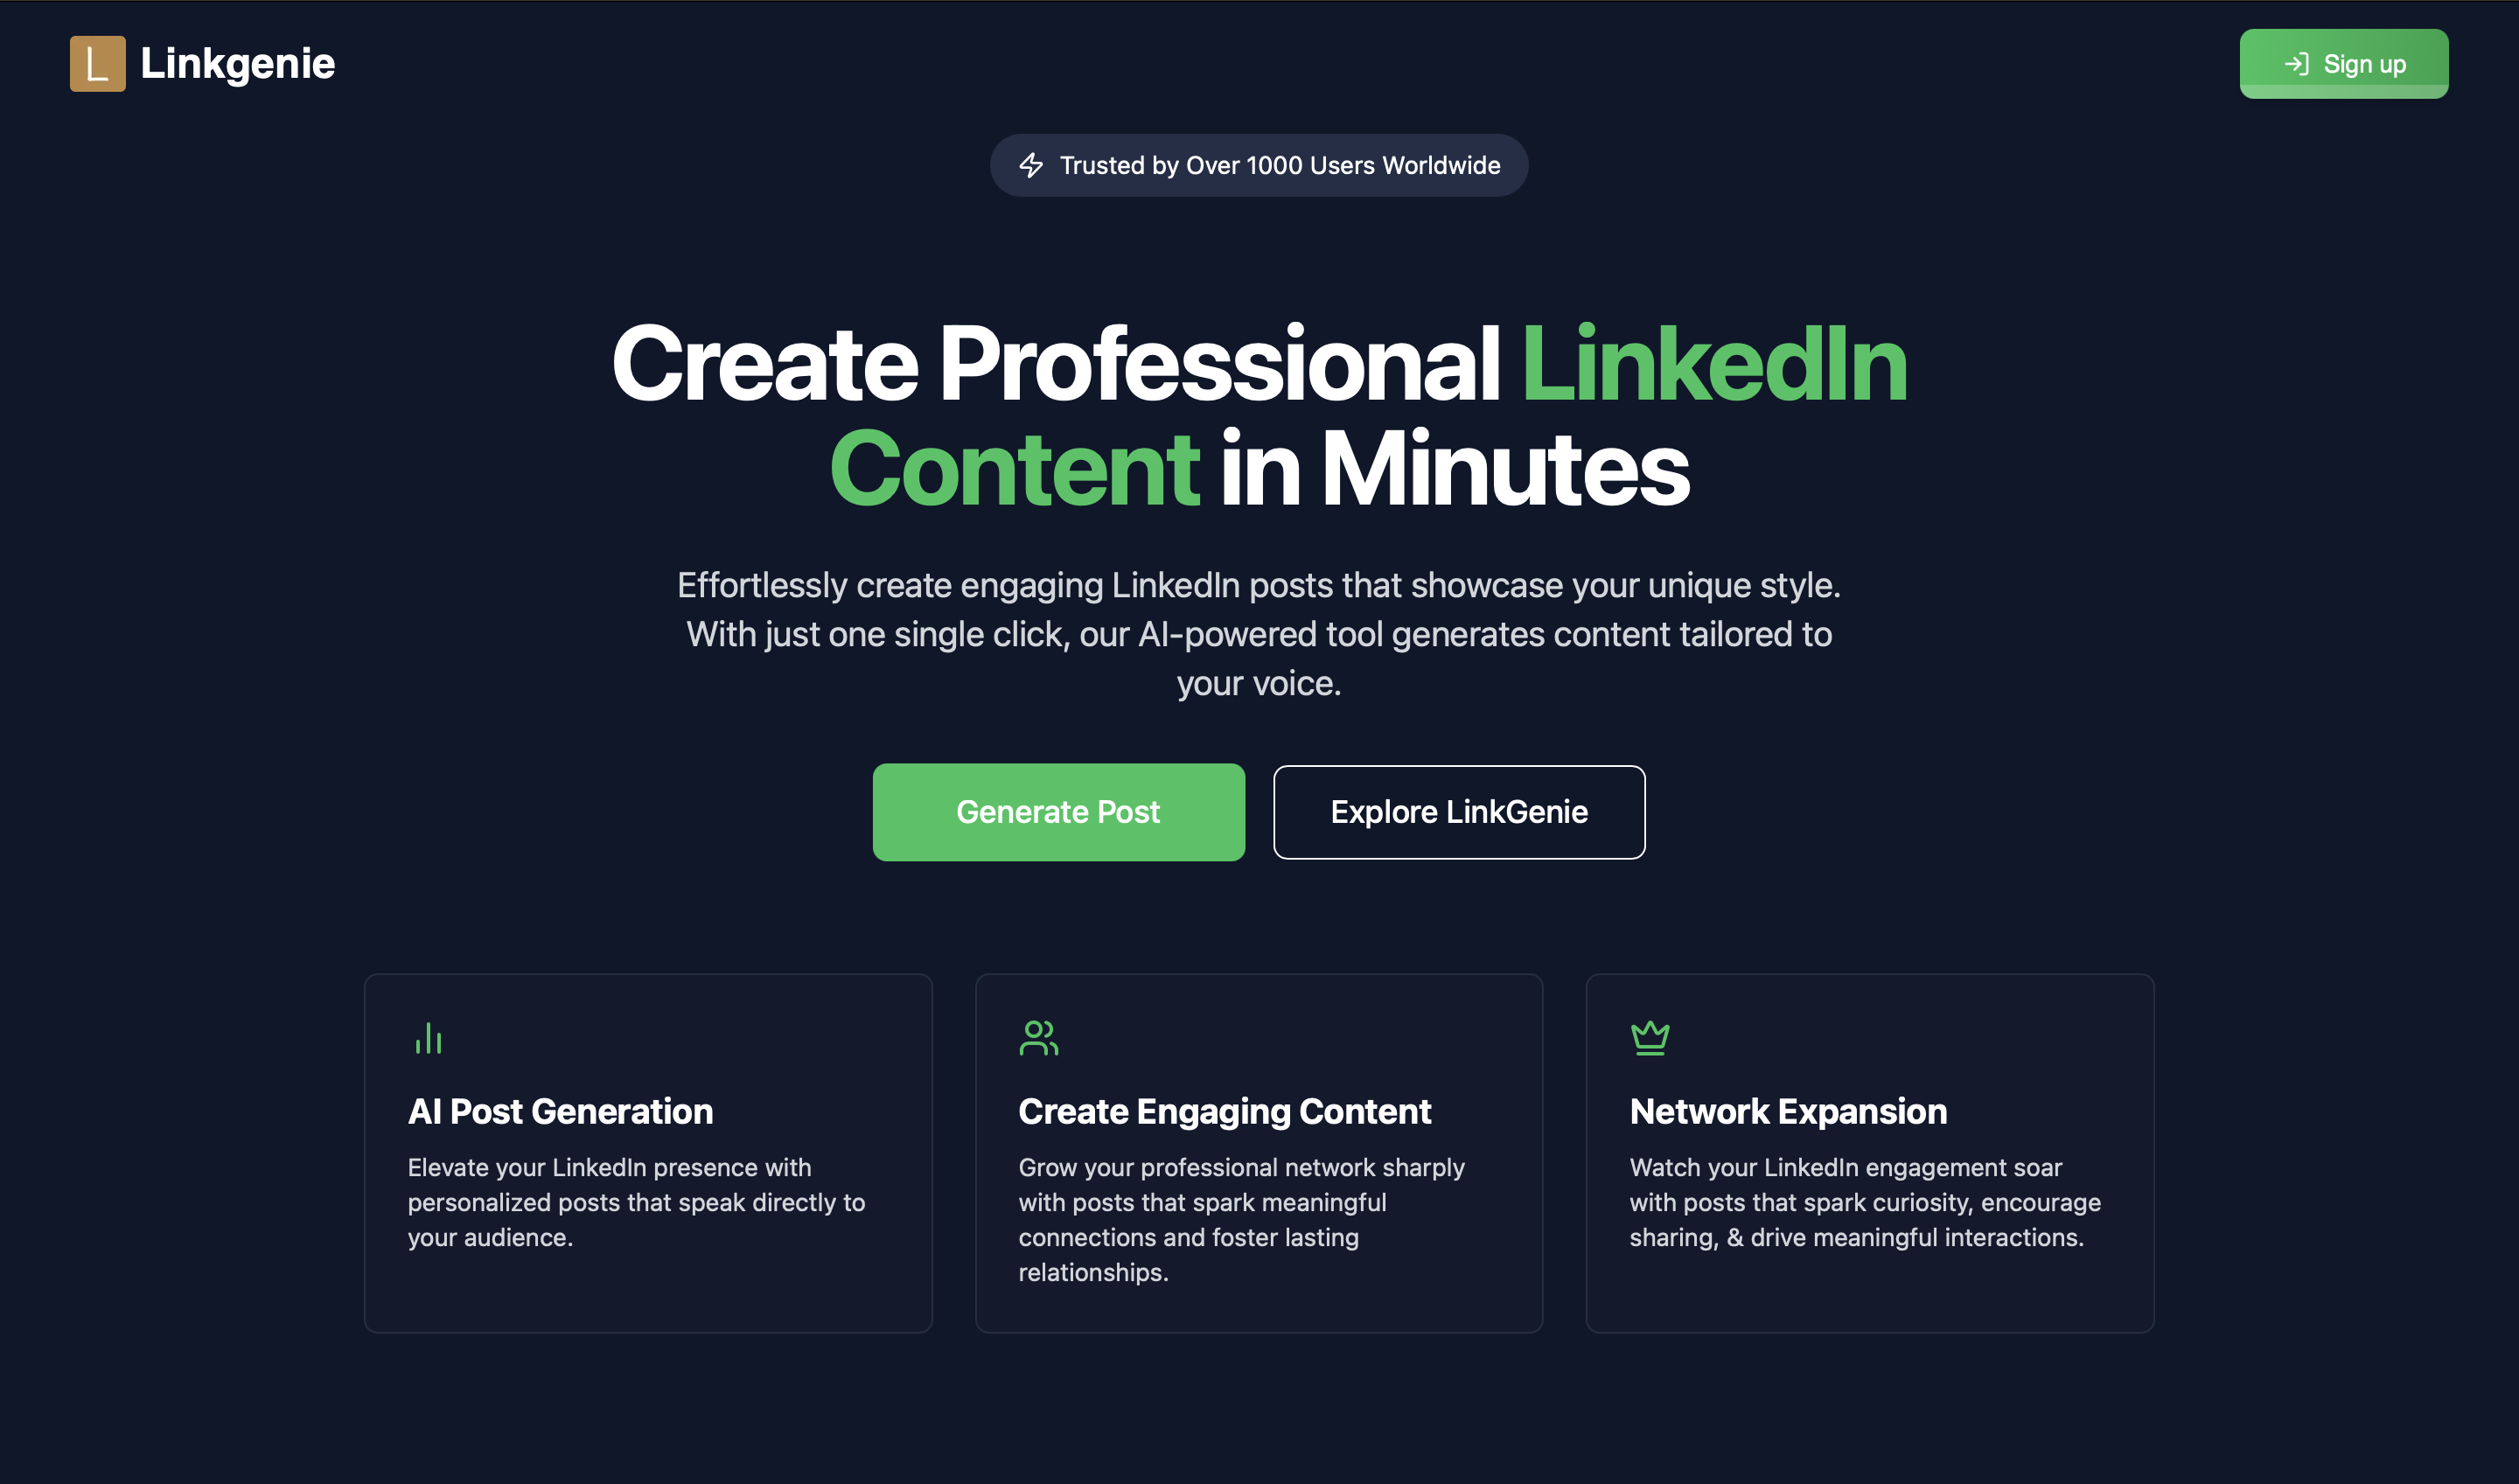 L Linkgenie
Sign up
Trusted by Over 1000 Users Worldwide
Create Professional LinkedIn
Content in Minutes
Effortlessly create engaging LinkedIn posts that showcase your unique style.
With just one single click, our AI-powered tool generates content tailored to
your voice.
Generate Post
Explore LinkGenie
AI Post Generation
Elevate your LinkedIn presence with
personalized posts that speak directly to
your audience.
Create Engaging Content
Grow your professional network sharply
with posts that spark meaningful
connections and foster lasting
relationships.
Network Expansion
Watch your LinkedIn engagement soar
with posts that spark curiosity, encourage
sharing, & drive meaningful interactions.